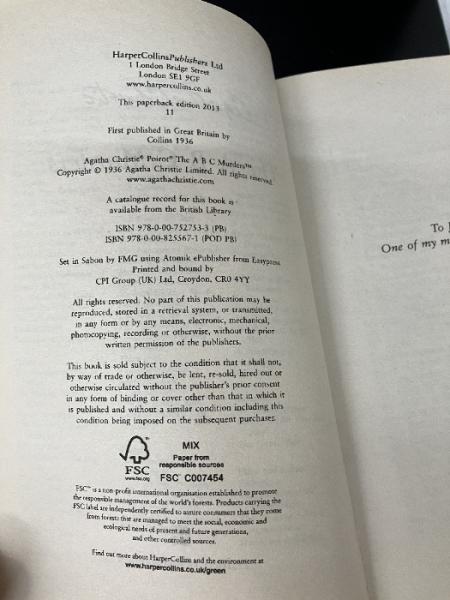 HarperCollinsPublishers Ltd
1 London Bridge Street
London SE1 9GF
www.harpercollins.co.uk
This paperback edition 2013
11
First published in Great Britain by
Collins 1936
Agatha Christie® Poirot® The A B C Murders™
Copyright © 1936 Agatha Christie Limited. All rights reserved.
www.agathachristie.com
A catalogue record for this book is
available from the British Library
ISBN 978-0-00-752753-3 (PB)
ISBN 978-0-00-825567-1 (POD PB)
Set in Sabon by FMG using Atomik ePublisher from Easypress
Printed and bound by
CPI Group (UK) Ltd, Croydon, CR0 4YY
All rights reserved. No part of this publication may be
reproduced, stored in a retrieval system, or transmitted,
in any form or by any means, electronic, mechanical,
photocopying, recording or otherwise, without the prior
written permission of the publishers.
This book is sold subject to the condition that it shall not,
by way of trade or otherwise, be lent, re-sold, hired out or
otherwise circulated without the publisher's prior consent
in any form of binding or cover other than that in which it
is published and without a similar condition including this
condition being imposed on the subsequent purchaser.
FSC
www.fsc.org
MIX
Paper from
responsible sources
FSC® C007454
FSC™ is a non-profit international organisation established to promote
the responsible management of the world's forests. Products carrying the
FSC label are independently certified to assure consumers that they come
from forests that are managed to meet the social, economic and
ecological needs of present and future generations,
and other controlled sources.
Find out more about HarperCollins and the environment at
www.harpercollins.co.uk/green
To J
One of my m